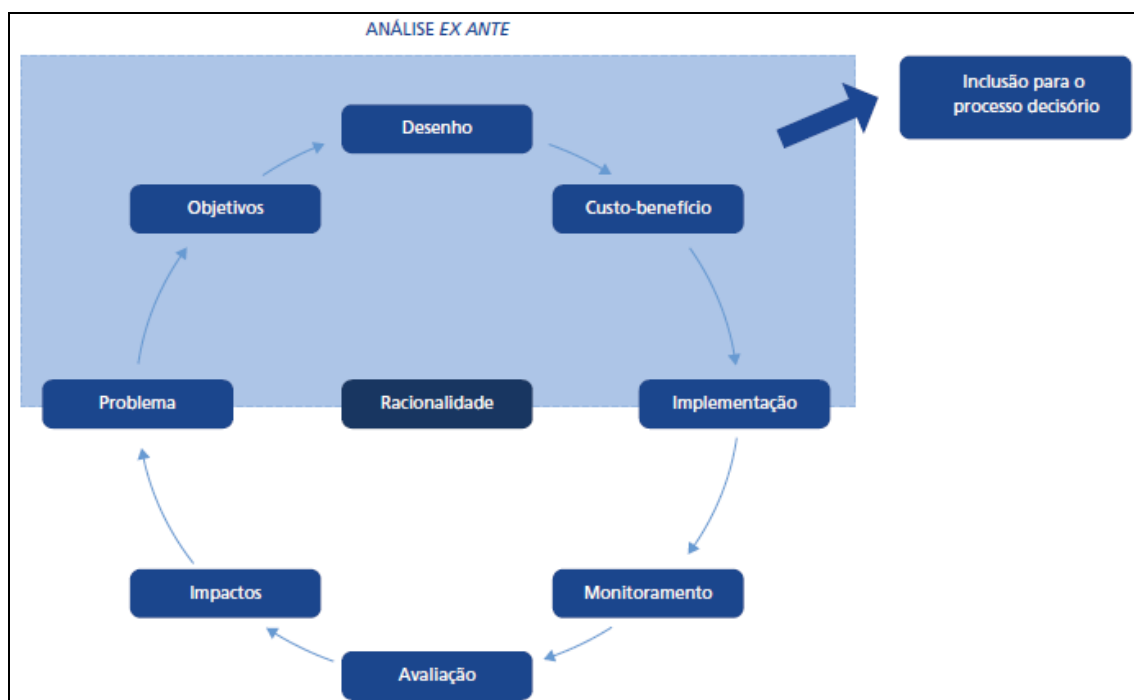 ANÁLISE EX ANTE
Inclusão para o
processo decisório
Desenho
Objetivos
Custo-benefício
Problema
Racionalidade
Implementação
Impactos
Monitoramento
Avaliação